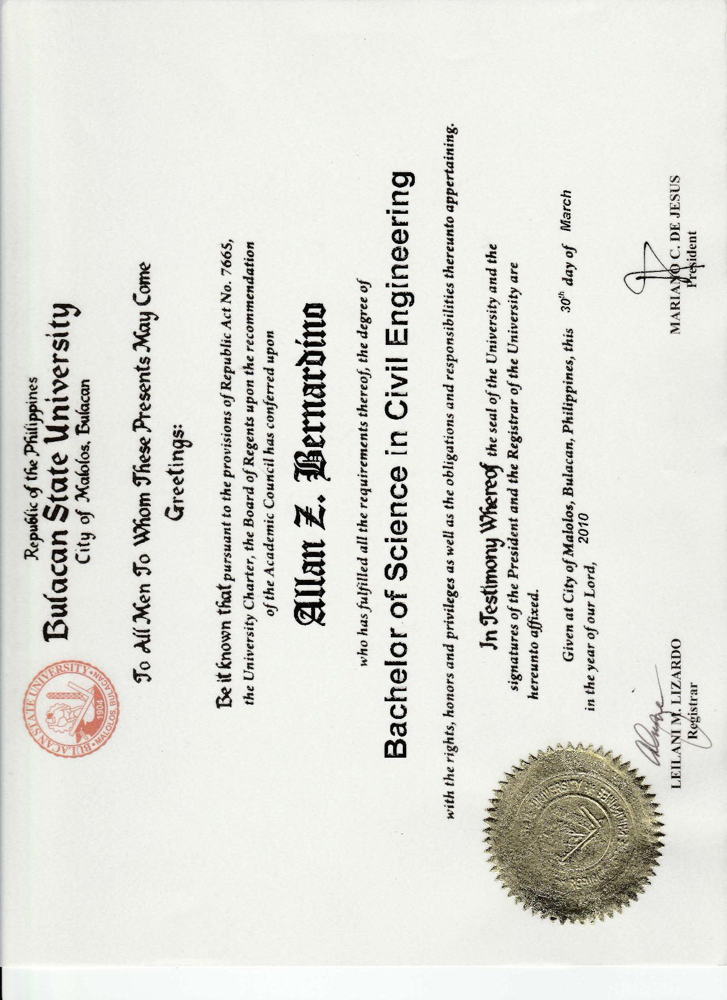 Republic of the Philippines
Bulacan State University
City of Malolos, Bulacan
BULACAN STATE UNIVERSITY
MALOLOS, BULACAN
1904
To All Men To Whom These Presents May Come
Greetings:
Be it known that pursuant to the provisions of Republic Act No. 7665,
the University Charter, the Board of Regents upon the recommendation
of the Academic Council has conferred upon
Allan Z. Bernardino
who has fulfilled all the requirements thereof, the degree of
Bachelor of Science in Civil Engineering
with the rights, honors and privileges as well as the obligations and responsibilities thereunto appertaining.
In Testimony Whereof the seal of the University and the
signatures of the President and the Registrar of the University are
hereunto affixed.
Given at City of Malolos, Bulacan, Philippines, this 30th day of March
in the year of our Lord, 2010
LEILANI M. LIZARDO
Registrar
MARIANO C. DE JESUS
President